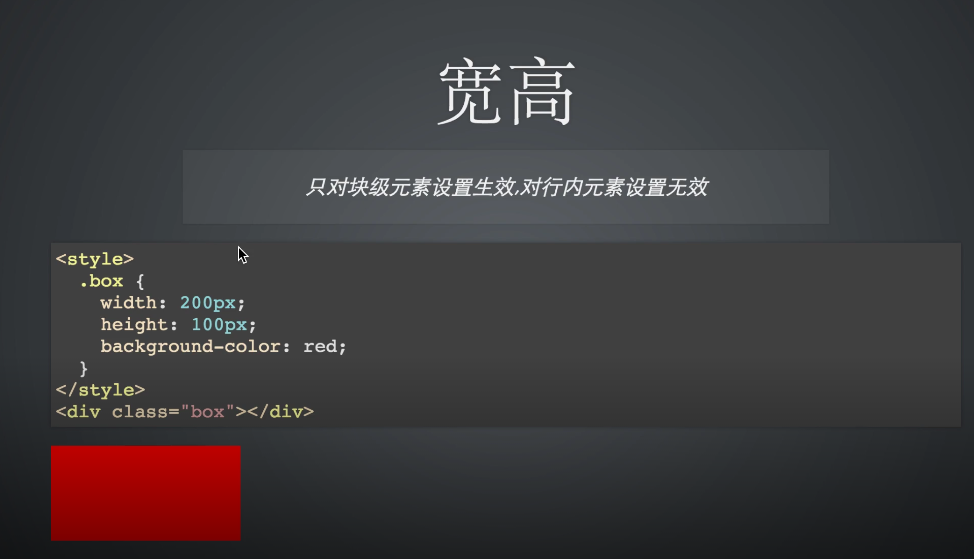 宽高
只对块级元素设置生效,对行内元素设置无效
<style>
  .box {
    width: 200px;
    height: 100px;
    background-color: red;
  }
</style>
<div class="box"></div>